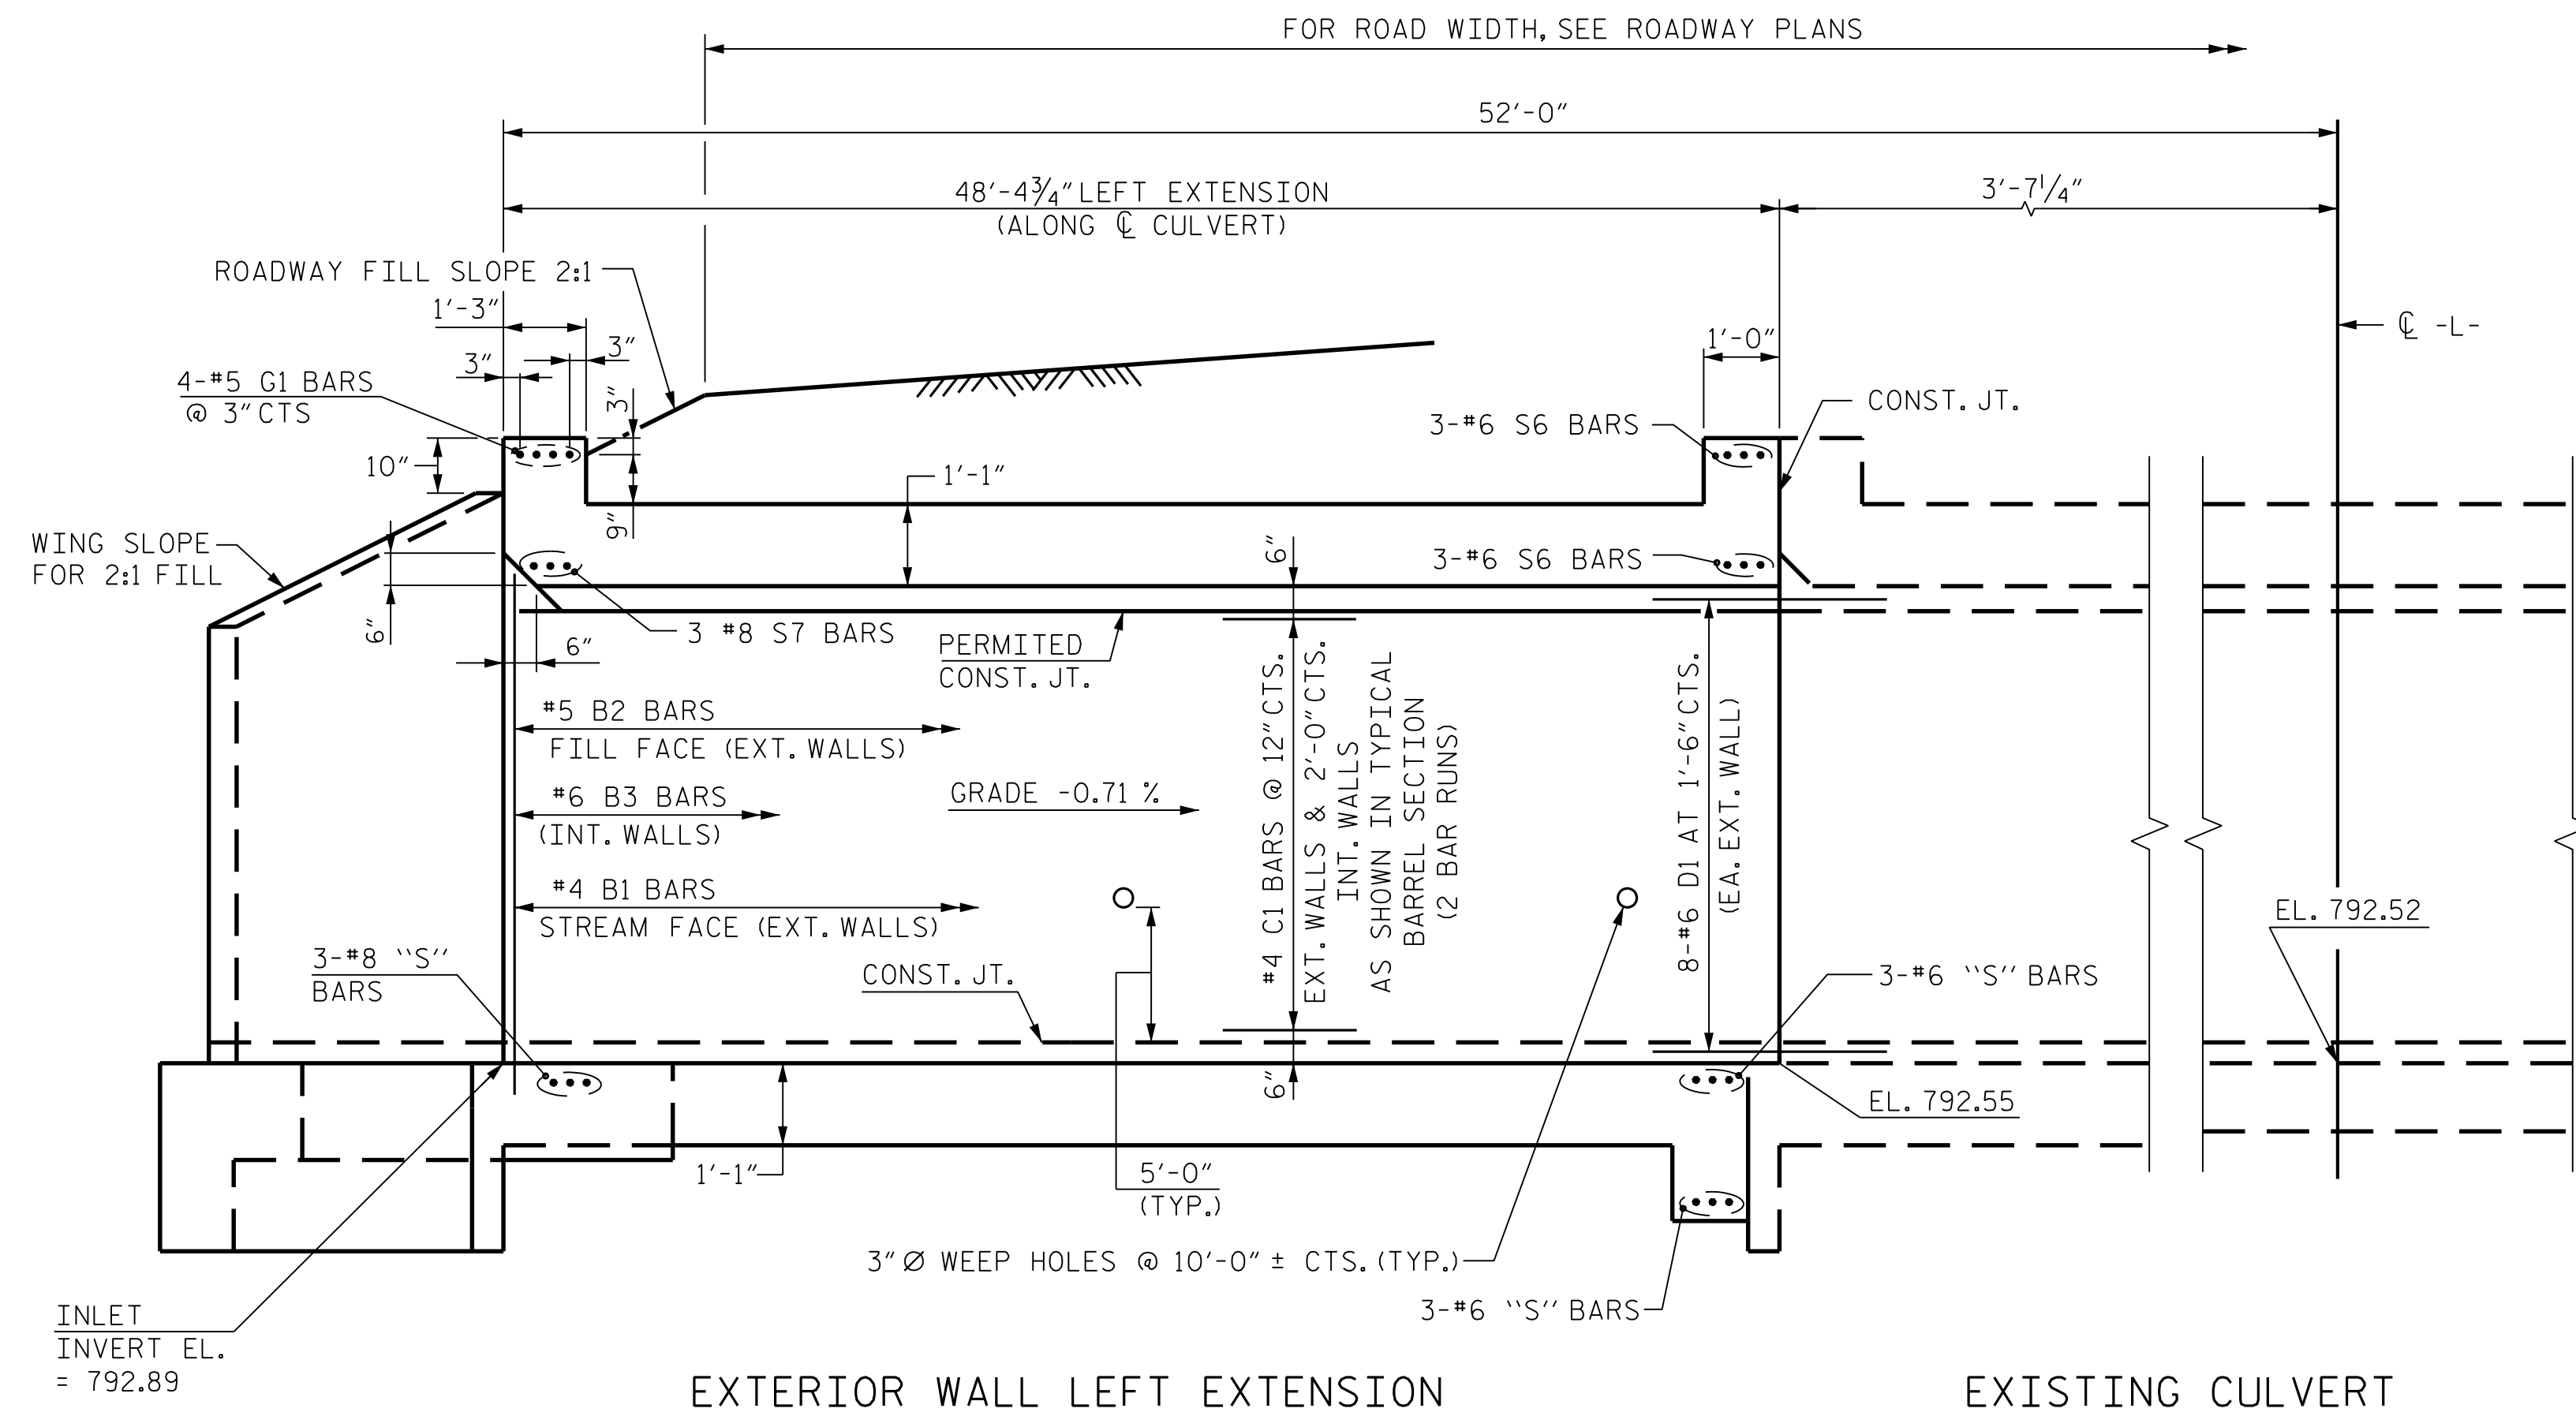 FOR ROAD WIDTH, SEE ROADWAY PLANS
52'-0"
48'-4¾" LEFT EXTENSION
(ALONG ℄ CULVERT)
3'-7¼"
ROADWAY FILL SLOPE 2:1
1'-3"
3"
3"
4-#5 G1 BARS
@ 3" CTS
3"
10"
9"
1'-1"
1'-0"
℄ -L-
CONST. JT.
3-#6 S6 BARS
3-#6 S6 BARS
WING SLOPE
FOR 2:1 FILL
6"
6"
6"
3 #8 S7 BARS
PERMITED
CONST. JT.
#5 B2 BARS
FILL FACE (EXT. WALLS)
#6 B3 BARS
(INT. WALLS)
GRADE -0.71 %
#4 B1 BARS
STREAM FACE (EXT. WALLS)
#4 C1 BARS @ 12" CTS.
EXT. WALLS & 2'-0" CTS.
INT. WALLS
AS SHOWN IN TYPICAL
BARREL SECTION
(2 BAR RUNS)
8-#6 D1 AT 1'-6" CTS.
(EA. EXT. WALL)
EL. 792.52
3-#8 "S"
BARS
CONST. JT.
3-#6 "S" BARS
6"
EL. 792.55
1'-1"
5'-0"
(TYP.)
3" Ø WEEP HOLES @ 10'-0" ± CTS. (TYP.)
3-#6 "S" BARS
INLET
INVERT EL.
= 792.89
EXTERIOR WALL LEFT EXTENSION
EXISTING CULVERT